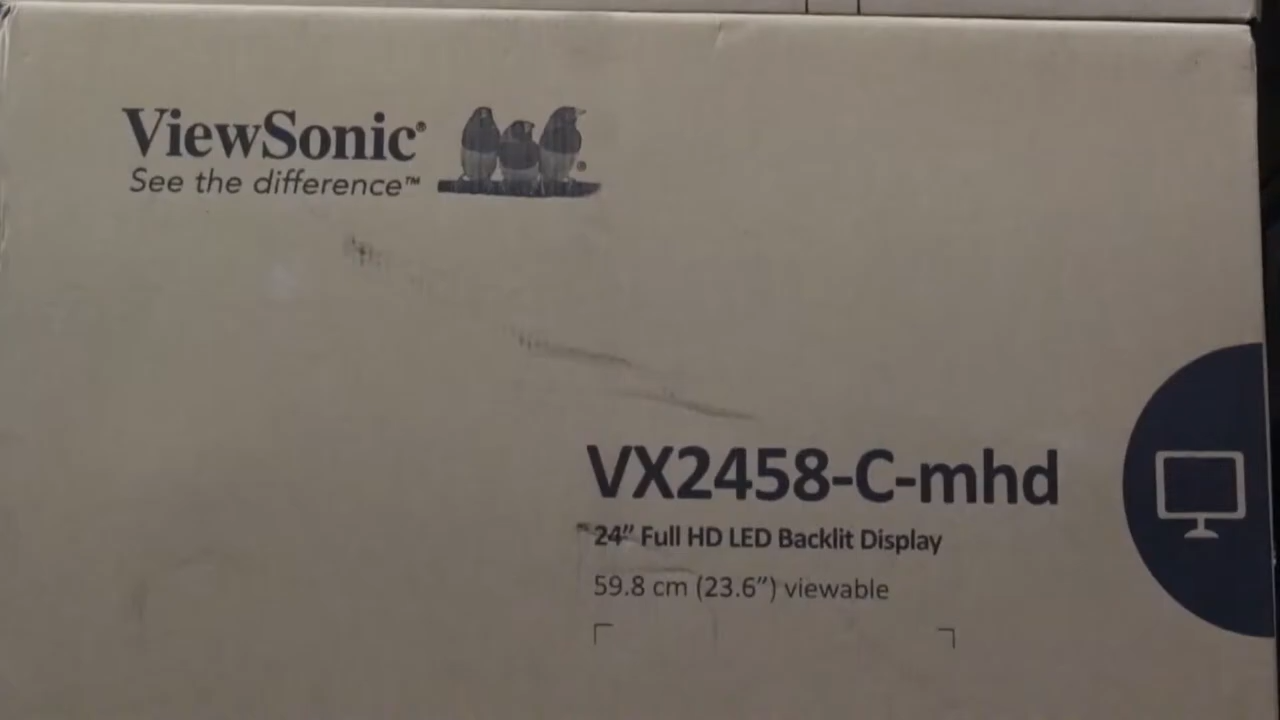 ViewSonic®
See the difference™
VX2458-C-mhd
24" Full HD LED Backlit Display
59.8 cm (23.6") viewable